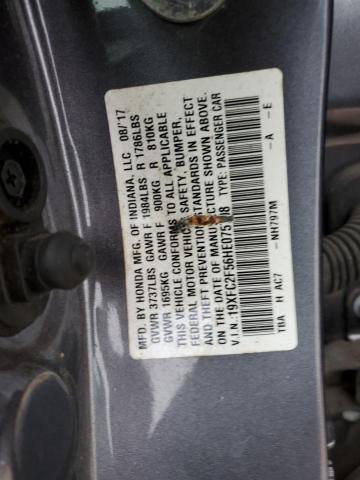 MFD. BY HONDA MFG. OF INDIANA, LLC 08/'17
GVWR 3737LBS GAWR F 1984LBS R 1786LBS
GVWR 1695KG GAWR F 900KG R 810KG
THIS VEHICLE CONFORMS TO ALL APPLICABLE
FEDERAL MOTOR VEHICLE SAFETY, BUMPER,
AND THEFT PREVENTION STANDARDS IN EFFECT
ON THE DATE OF MANUFACTURE SHOWN ABOVE.
V.I.N.: TYPE: PASSENGER CAR
TBA H AC7 - NH797M - A - E